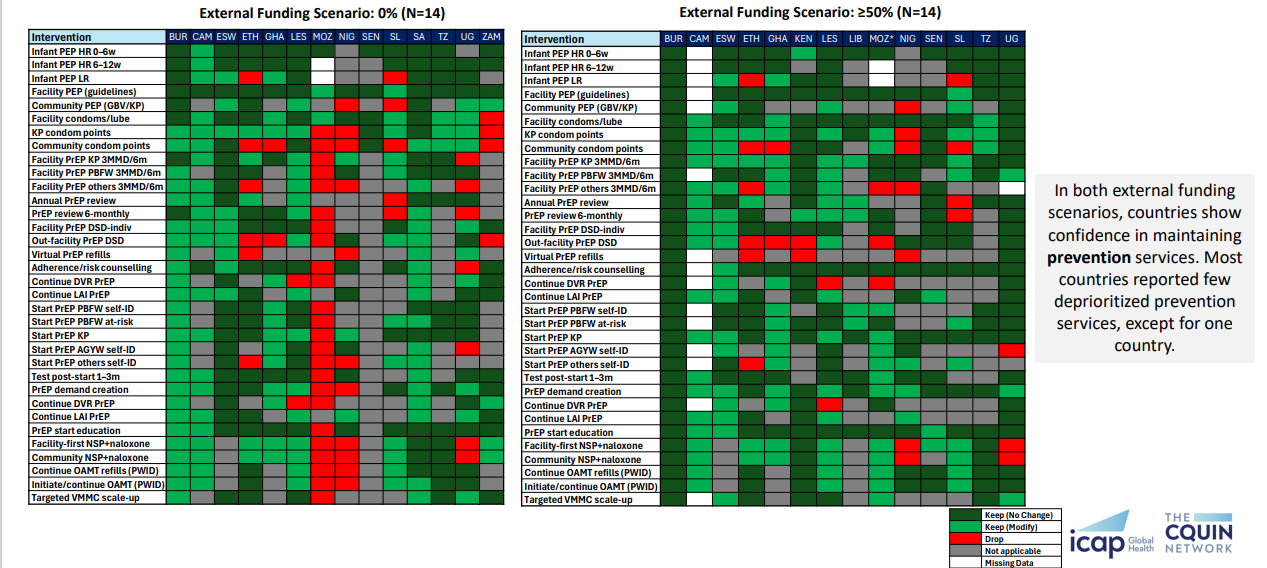 External Funding Scenario: 0% (N=14)
Intervention BUR CAM ESW ETH GHA LES MOZ NIG SEN SL SA TZ UG ZAM
Infant PEP HR 0–6w
Infant PEP HR 6–12w
Infant PEP LR
Facility PEP (guidelines)
Community PEP (GBV/KP)
Facility condoms/lube
KP condom points
Community condom points
Facility PrEP KP 3MMD/6m
Facility PrEP PBFW 3MMD/6m
Facility PrEP others 3MMD/6m
Annual PrEP review
PrEP review 6-monthly
Facility PrEP DSD-indiv
Out-facility PrEP DSD
Virtual PrEP refills
Adherence/risk counselling
Continue DVR PrEP
Continue LAI PrEP
Start PrEP PBFW self-ID
Start PrEP PBFW at-risk
Start PrEP KP
Start PrEP AGYW self-ID
Start PrEP others self-ID
Test post-start 1–3m
PrEP demand creation
Continue DVR PrEP
Continue LAI PrEP
PrEP start education
Facility-first NSP+naloxone
Community NSP+naloxone
Continue OAMT refills (PWID)
Initiate/continue OAMT (PWID)
Targeted VMMC scale-up
External Funding Scenario: ≥50% (N=14)
Intervention BUR CAM ESW ETH GHA KEN LES LIB MOZ* NIG SEN SL TZ UG
Infant PEP HR 0–6w
Infant PEP HR 6–12w
Infant PEP LR
Facility PEP (guidelines)
Community PEP (GBV/KP)
Facility condoms/lube
KP condom points
Community condom points
Facility PrEP KP 3MMD/6m
Facility PrEP PBFW 3MMD/6m
Facility PrEP others 3MMD/6m
Annual PrEP review
PrEP review 6-monthly
Facility PrEP DSD-indiv
Out-facility PrEP DSD
Virtual PrEP refills
Adherence/risk counselling
Continue DVR PrEP
Continue LAI PrEP
Start PrEP PBFW self-ID
Start PrEP PBFW at-risk
Start PrEP KP
Start PrEP AGYW self-ID
Start PrEP others self-ID
Test post-start 1–3m
PrEP demand creation
Continue DVR PrEP
Continue LAI PrEP
PrEP start education
Facility-first NSP+naloxone
Community NSP+naloxone
Continue OAMT refills (PWID)
Initiate/continue OAMT (PWID)
Targeted VMMC scale-up
In both external funding
scenarios, countries show
confidence in maintaining
prevention services. Most
countries reported few
deprioritized prevention
services, except for one
country.
Keep (No Change)
Keep (Modify)
Drop
Not applicable
Missing Data
icap Global
Health
THE
CQUIN
NETWORK